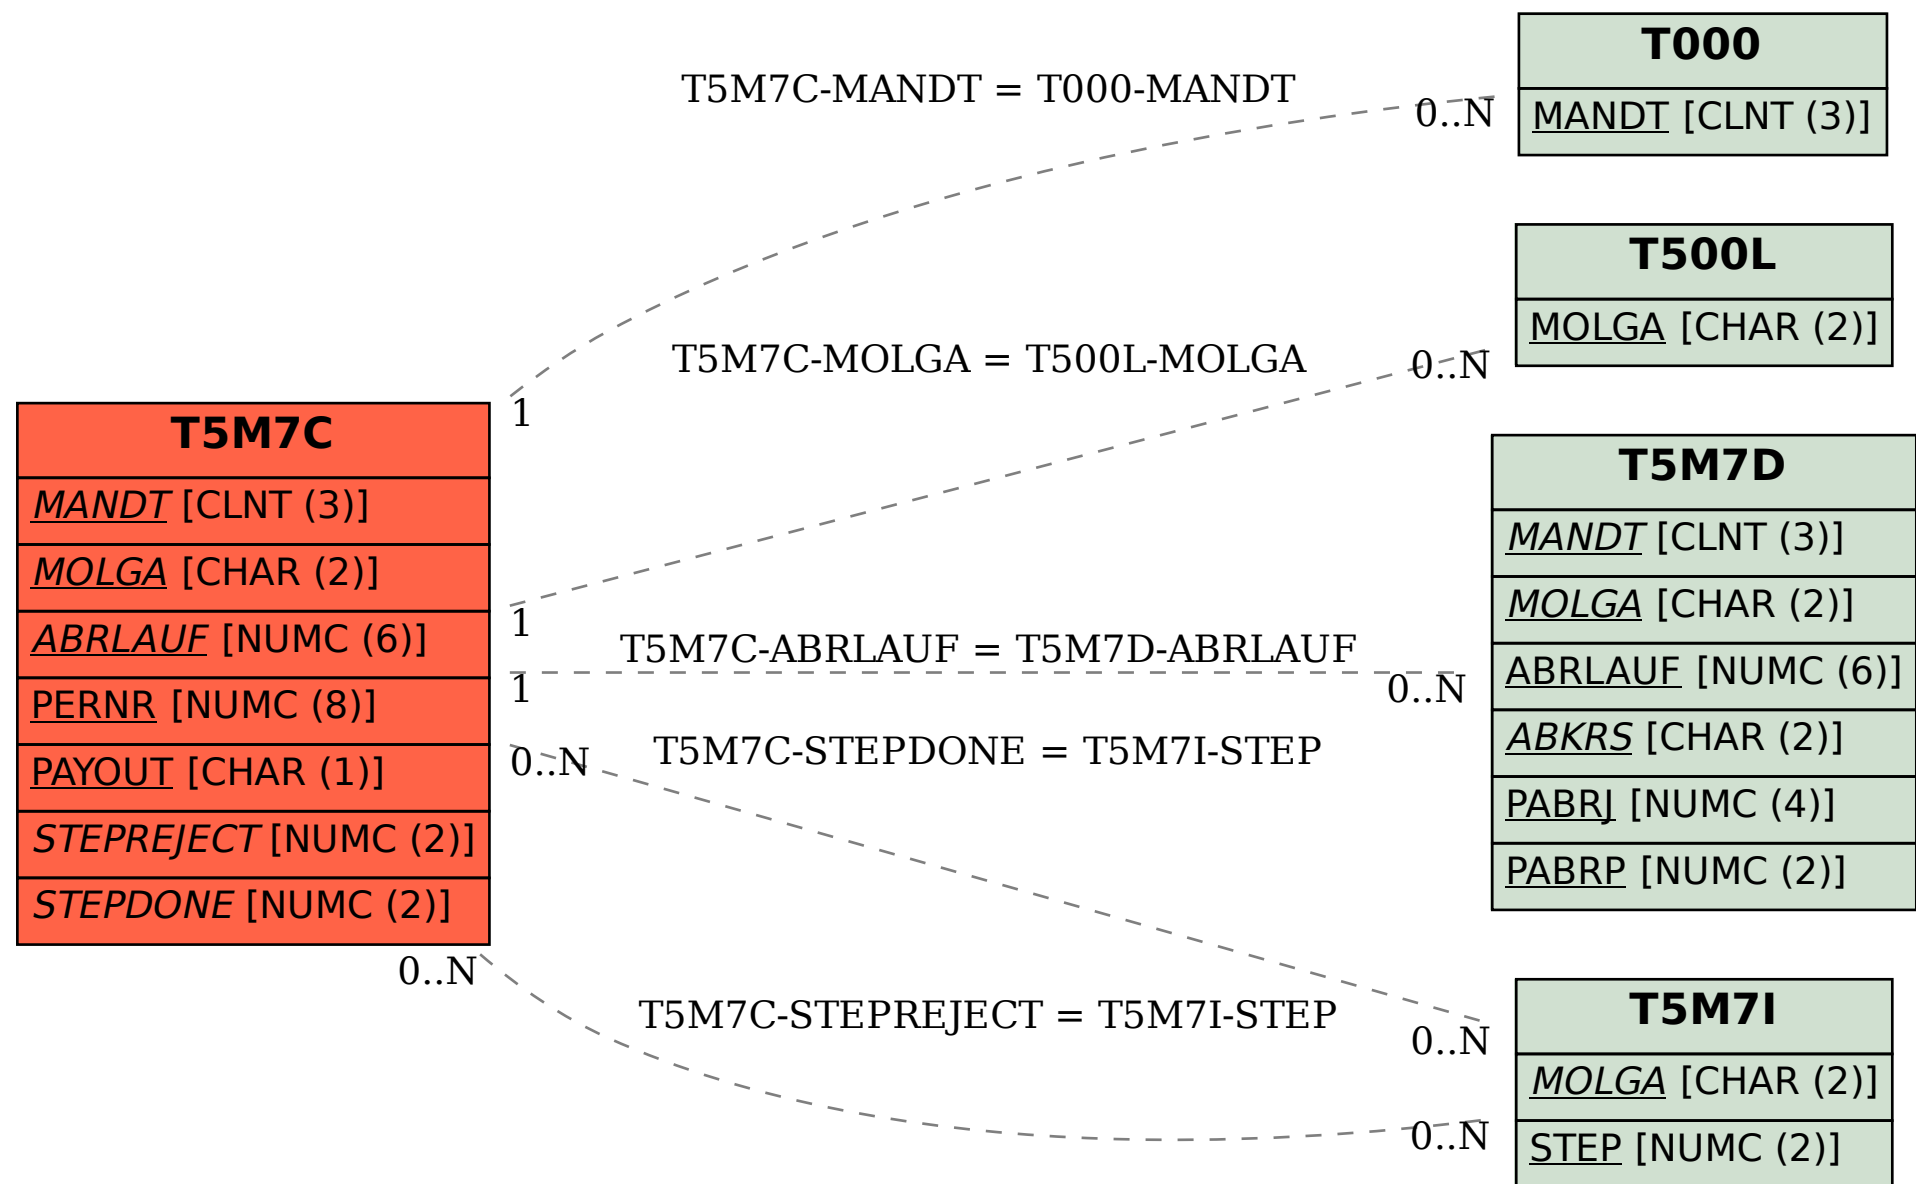 T5M7C-MANDT = T000-MANDT
0..N
T000
MANDT [CLNT (3)]
T500L
MOLGA [CHAR (2)]
T5M7C-MOLGA = T500L-MOLGA
0..N
1
T5M7C
MANDT [CLNT (3)]
MOLGA [CHAR (2)]
ABRLAUF [NUMC (6)]
PERNR [NUMC (8)]
PAYOUT [CHAR (1)]
STEPREJECT [NUMC (2)]
STEPDONE [NUMC (2)]
1
T5M7C-ABRLAUF = T5M7D-ABRLAUF
1
0..N
T5M7D
MANDT [CLNT (3)]
MOLGA [CHAR (2)]
ABRLAUF [NUMC (6)]
ABKRS [CHAR (2)]
PABRJ [NUMC (4)]
PABRP [NUMC (2)]
0..N
T5M7C-STEPDONE = T5M7I-STEP
0..N
0..N
T5M7C-STEPREJECT = T5M7I-STEP
0..N
T5M7I
MOLGA [CHAR (2)]
STEP [NUMC (2)]